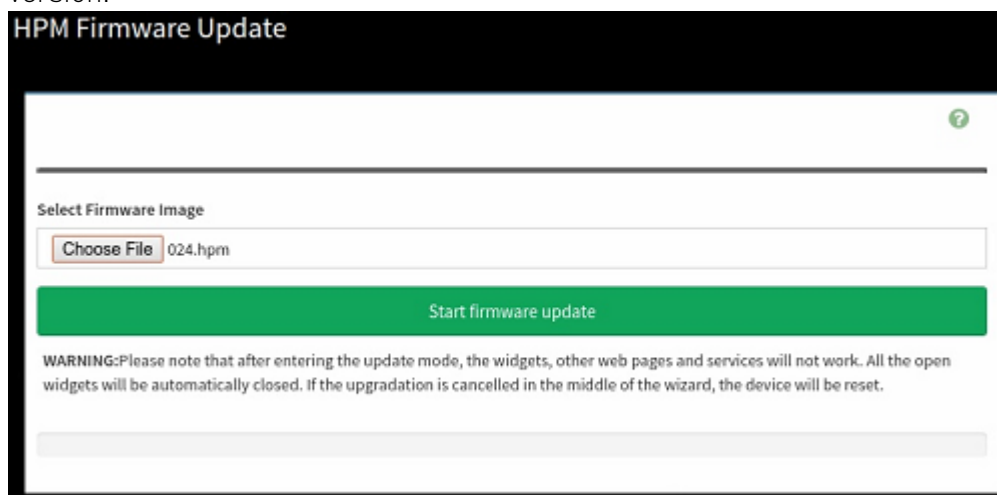 HPM Firmware Update
Select Firmware Image
Choose File 024.hpm
Start firmware update
WARNING:Please note that after entering the update mode, the widgets, other web pages and services will not work. All the open
widgets will be automatically closed. If the upgradation is cancelled in the middle of the wizard, the device will be reset.